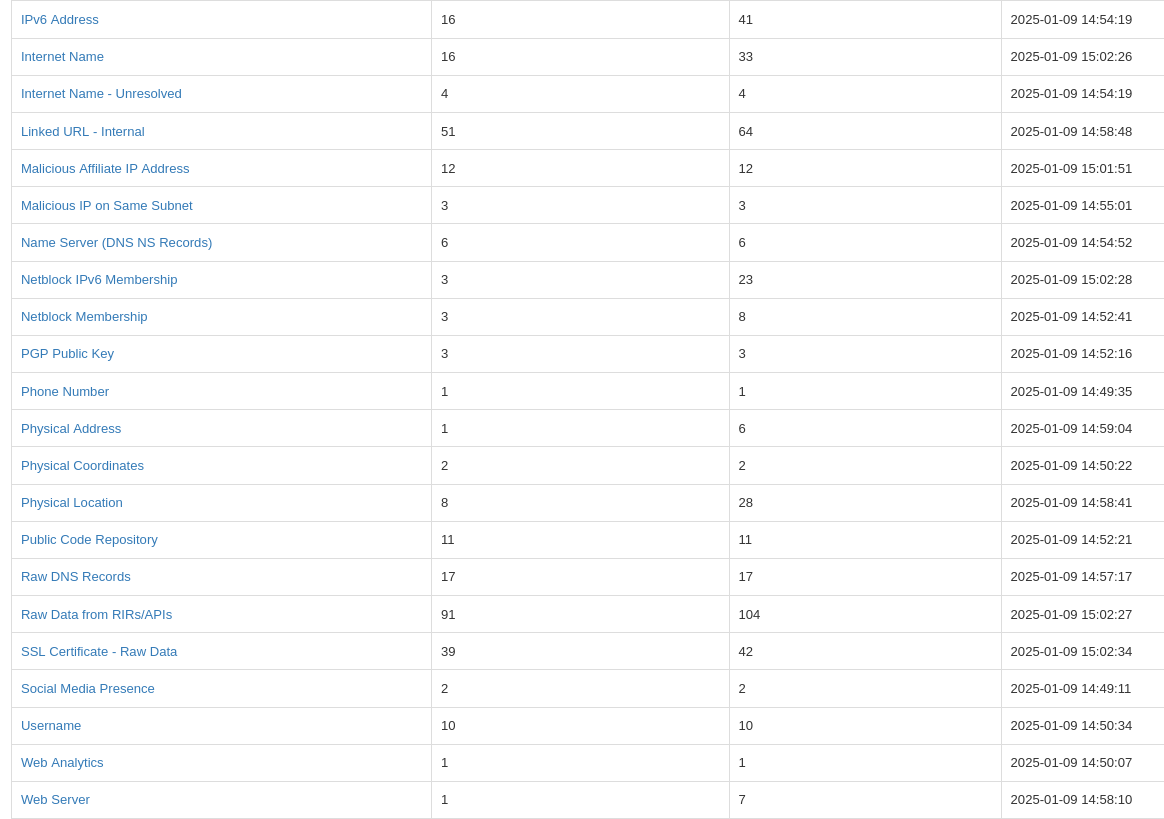 IPv6 Address 16 41 2025-01-09 14:54:19
Internet Name 16 33 2025-01-09 15:02:26
Internet Name - Unresolved 4 4 2025-01-09 14:54:19
Linked URL - Internal 51 64 2025-01-09 14:58:48
Malicious Affiliate IP Address 12 12 2025-01-09 15:01:51
Malicious IP on Same Subnet 3 3 2025-01-09 14:55:01
Name Server (DNS NS Records) 6 6 2025-01-09 14:54:52
Netblock IPv6 Membership 3 23 2025-01-09 15:02:28
Netblock Membership 3 8 2025-01-09 14:52:41
PGP Public Key 3 3 2025-01-09 14:52:16
Phone Number 1 1 2025-01-09 14:49:35
Physical Address 1 6 2025-01-09 14:59:04
Physical Coordinates 2 2 2025-01-09 14:50:22
Physical Location 8 28 2025-01-09 14:58:41
Public Code Repository 11 11 2025-01-09 14:52:21
Raw DNS Records 17 17 2025-01-09 14:57:17
Raw Data from RIRs/APIs 91 104 2025-01-09 15:02:27
SSL Certificate - Raw Data 39 42 2025-01-09 15:02:34
Social Media Presence 2 2 2025-01-09 14:49:11
Username 10 10 2025-01-09 14:50:34
Web Analytics 1 1 2025-01-09 14:50:07
Web Server 1 7 2025-01-09 14:58:10